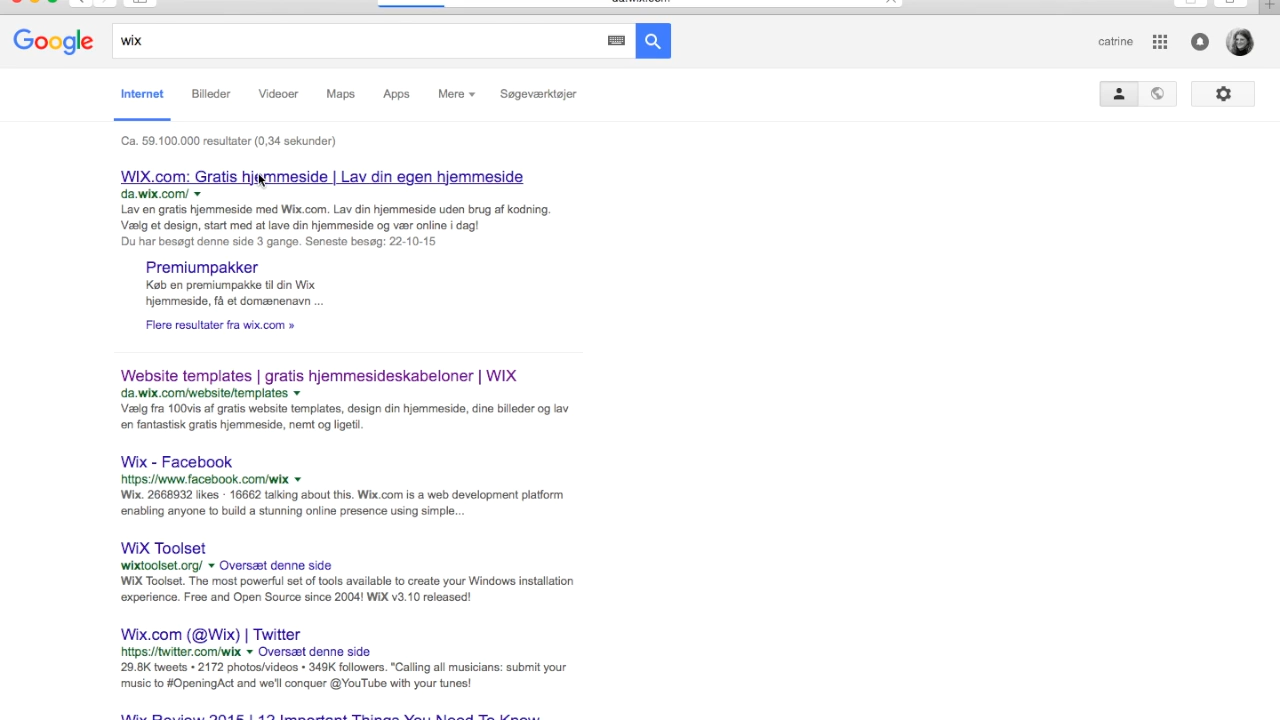 Google
wix
catrine
Internet Billeder Videoer Maps Apps Mere Søgeværktøjer
Ca. 59.100.000 resultater (0,34 sekunder)
WIX.com: Gratis hjemmeside | Lav din egen hjemmeside
da.wix.com/
Lav en gratis hjemmeside med Wix.com. Lav din hjemmeside uden brug af kodning.
Vælg et design, start med at lave din hjemmeside og vær online i dag!
Du har besøgt denne side 3 gange. Seneste besøg: 22-10-15
Premiumpakker
Køb en premiumpakke til din Wix
hjemmeside, få et domænenavn ...
Flere resultater fra wix.com »
Website templates | gratis hjemmesideskabeloner | WIX
da.wix.com/website/templates
Vælg fra 100vis af gratis website templates, design din hjemmeside, dine billeder og lav
en fantastisk gratis hjemmeside, nemt og ligetil.
Wix - Facebook
https://www.facebook.com/wix
Wix. 2668932 likes · 16662 talking about this. Wix.com is a web development platform
enabling anyone to build a stunning online presence using simple...
WiX Toolset
wixtoolset.org/ Oversæt denne side
WiX Toolset. The most powerful set of tools available to create your Windows installation
experience. Free and Open Source since 2004! WiX v3.10 released!
Wix.com (@Wix) | Twitter
https://twitter.com/wix Oversæt denne side
29.8K tweets • 2172 photos/videos • 349K followers. "Calling all musicians: submit your
music to #OpeningAct and we'll conquer @YouTube with your tunes!
Wix Review 2015 | 12 Important Things You Need To Know